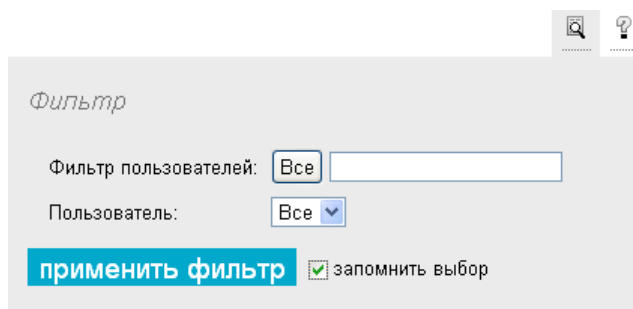 Фильтр
Фильтр пользователей: Все
Пользователь: Все
применить фильтр запомнить выбор